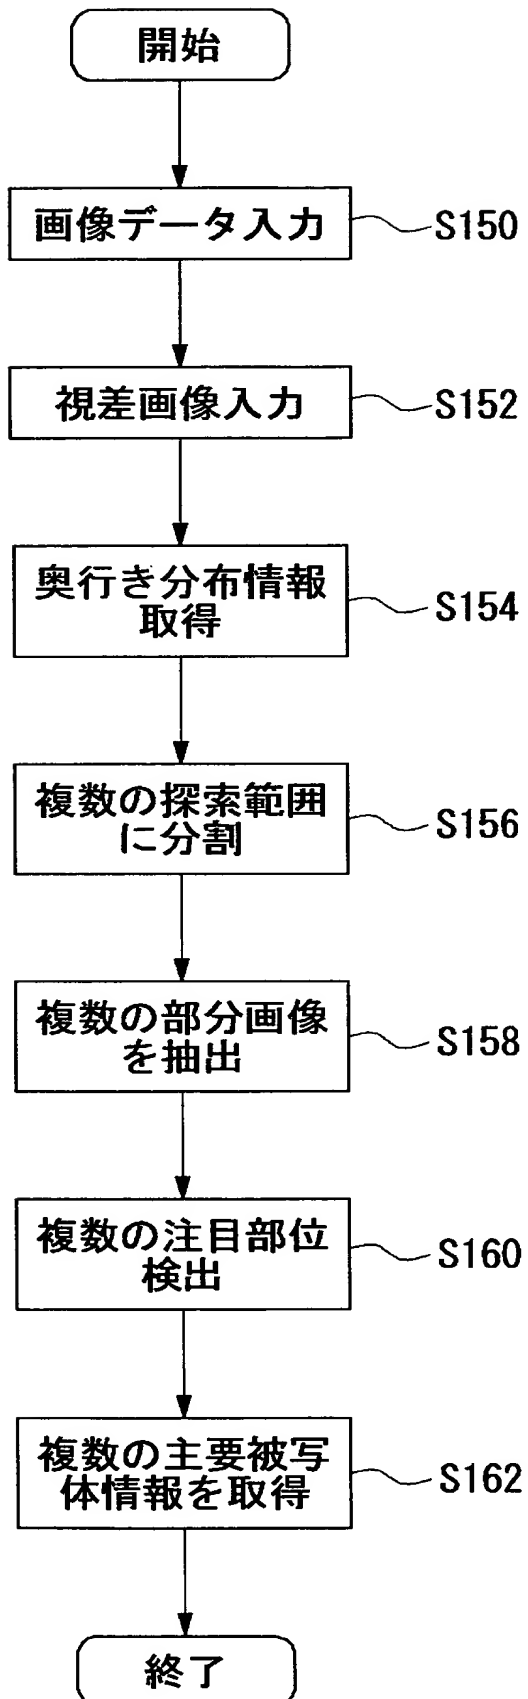 開始
画像データ入力
S150
視差画像入力
S152
奥行き分布情報
取得
S154
複数の探索範囲
に分割
S156
複数の部分画像
を抽出
S158
複数の注目部位
検出
S160
複数の主要被写
体情報を取得
S162
終了